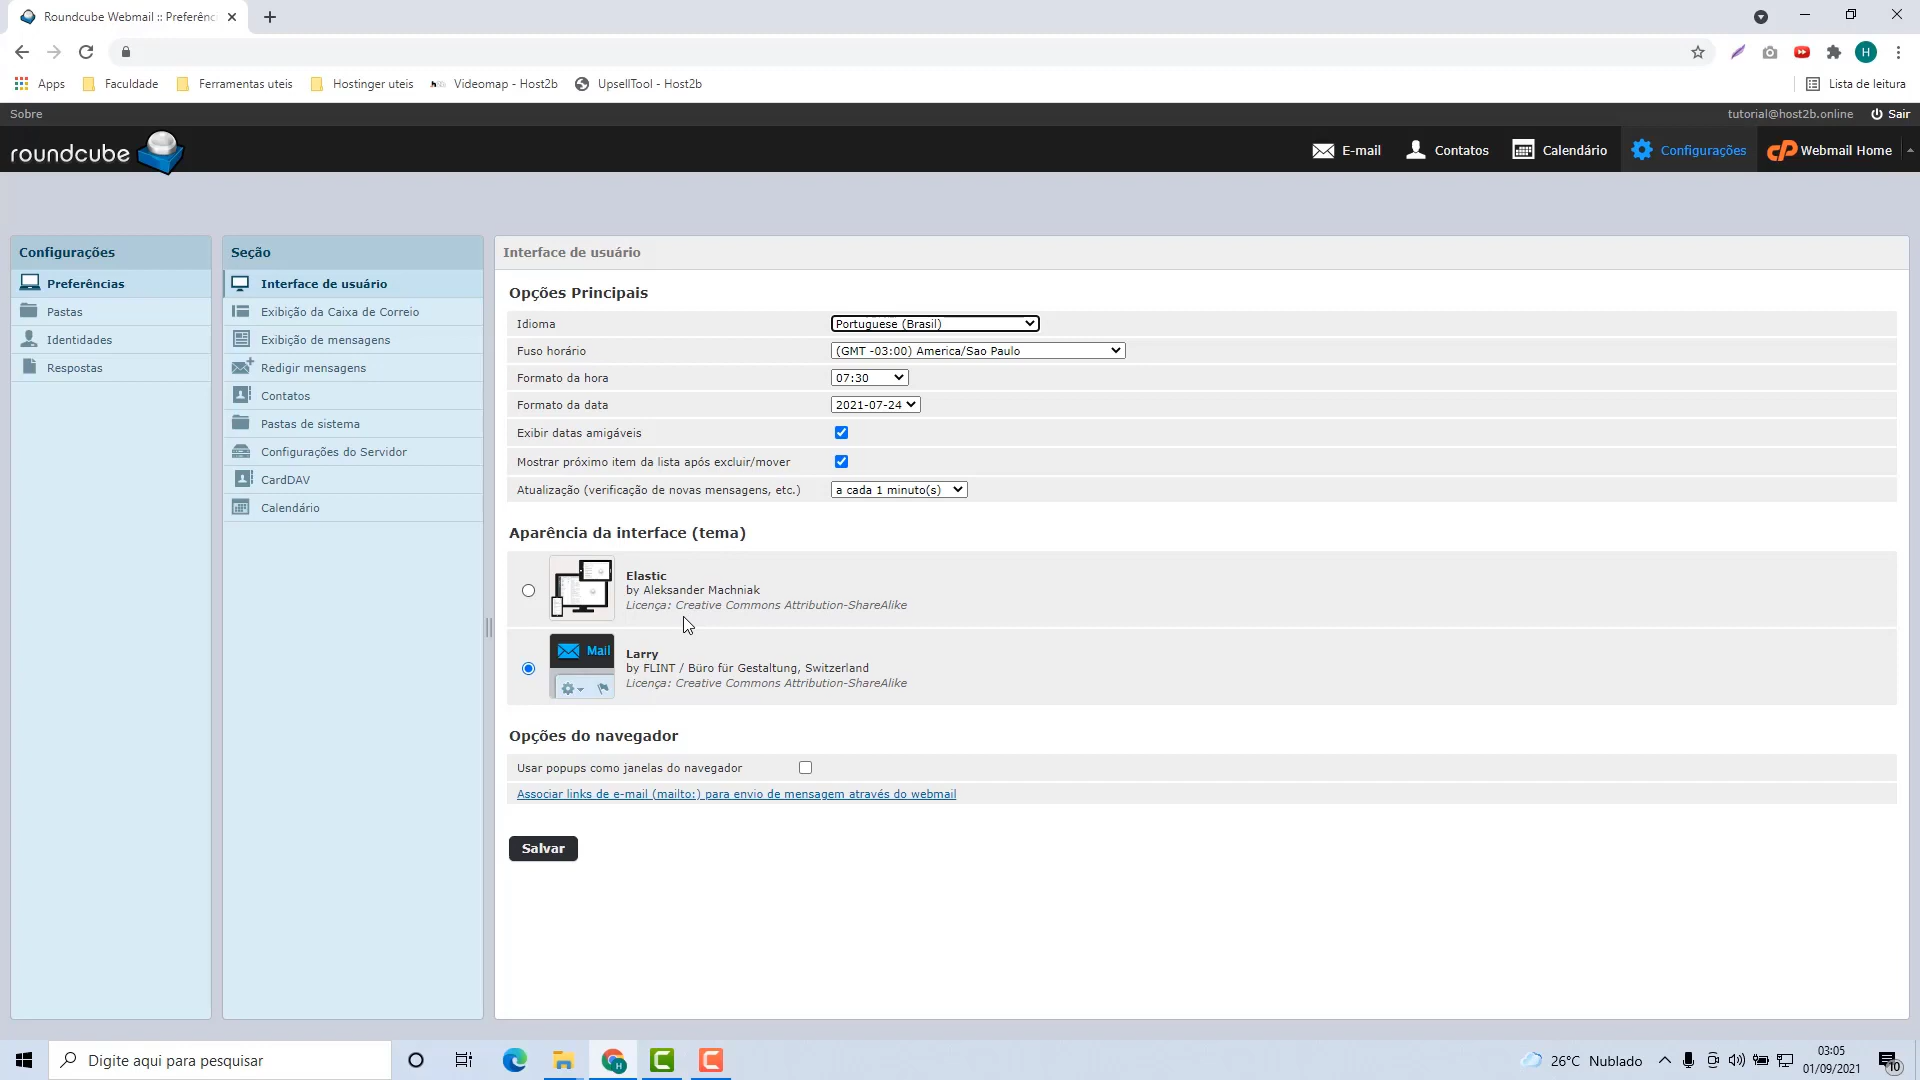 Roundcube Webmail :: Preferênc
Apps
Faculdade
Ferramentas uteis
Hostinger uteis
Videomap - Host2b
UpsellTool - Host2b
Lista de leitura
H
Sobre
tutorial@host2b.online
Sair
roundcube
E-mail
Contatos
Calendário
Configurações
cP Webmail Home
Configurações
Preferências
Pastas
Identidades
Respostas
Seção
Interface de usuário
Exibição da Caixa de Correio
Exibição de mensagens
Redigir mensagens
Contatos
Pastas de sistema
Configurações do Servidor
CardDAV
Calendário
Interface de usuário
Opções Principais
Idioma Portuguese (Brasil)
Fuso horário (GMT -03:00) America/Sao Paulo
Formato da hora 07:30
Formato da data 2021-07-24
Exibir datas amigáveis
Mostrar próximo item da lista após excluir/mover
Atualização (verificação de novas mensagens, etc.) a cada 1 minuto(s)
Aparência da interface (tema)
Elastic
by Aleksander Machniak
Licença: Creative Commons Attribution-ShareAlike
Mail
Larry
by FLINT / Büro für Gestaltung, Switzerland
Licença: Creative Commons Attribution-ShareAlike
Opções do navegador
Usar popups como janelas do navegador
Associar links de e-mail (mailto:) para envio de mensagem através do webmail
Salvar
Digite aqui para pesquisar
26°C Nublado
03:05
01/09/2021
10